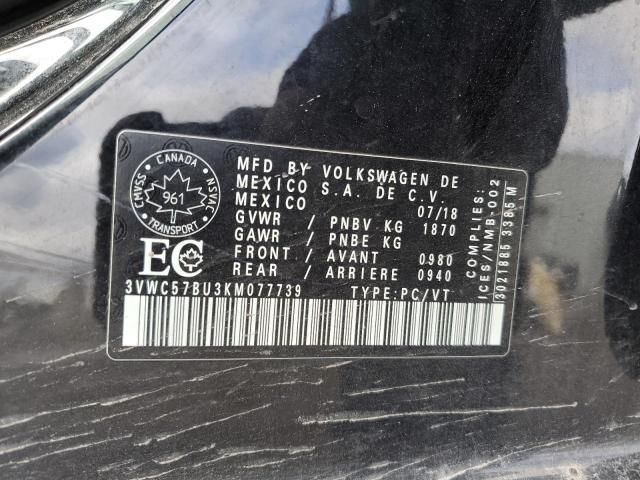 CANADA
CMVSS
NSVAC
961
TRANSPORT
EC
MFD BY VOLKSWAGEN DE
MEXICO S.A. DE C.V.
MEXICO 07/18
GVWR / PNBV KG 1870
GAWR / PNBE KG
FRONT / AVANT 0980
REAR / ARRIERE 0940
3VWC57BU3KM077739 TYPE:PC/VT
COMPLIES:
ICES/NMB-002
3021885 3385 M